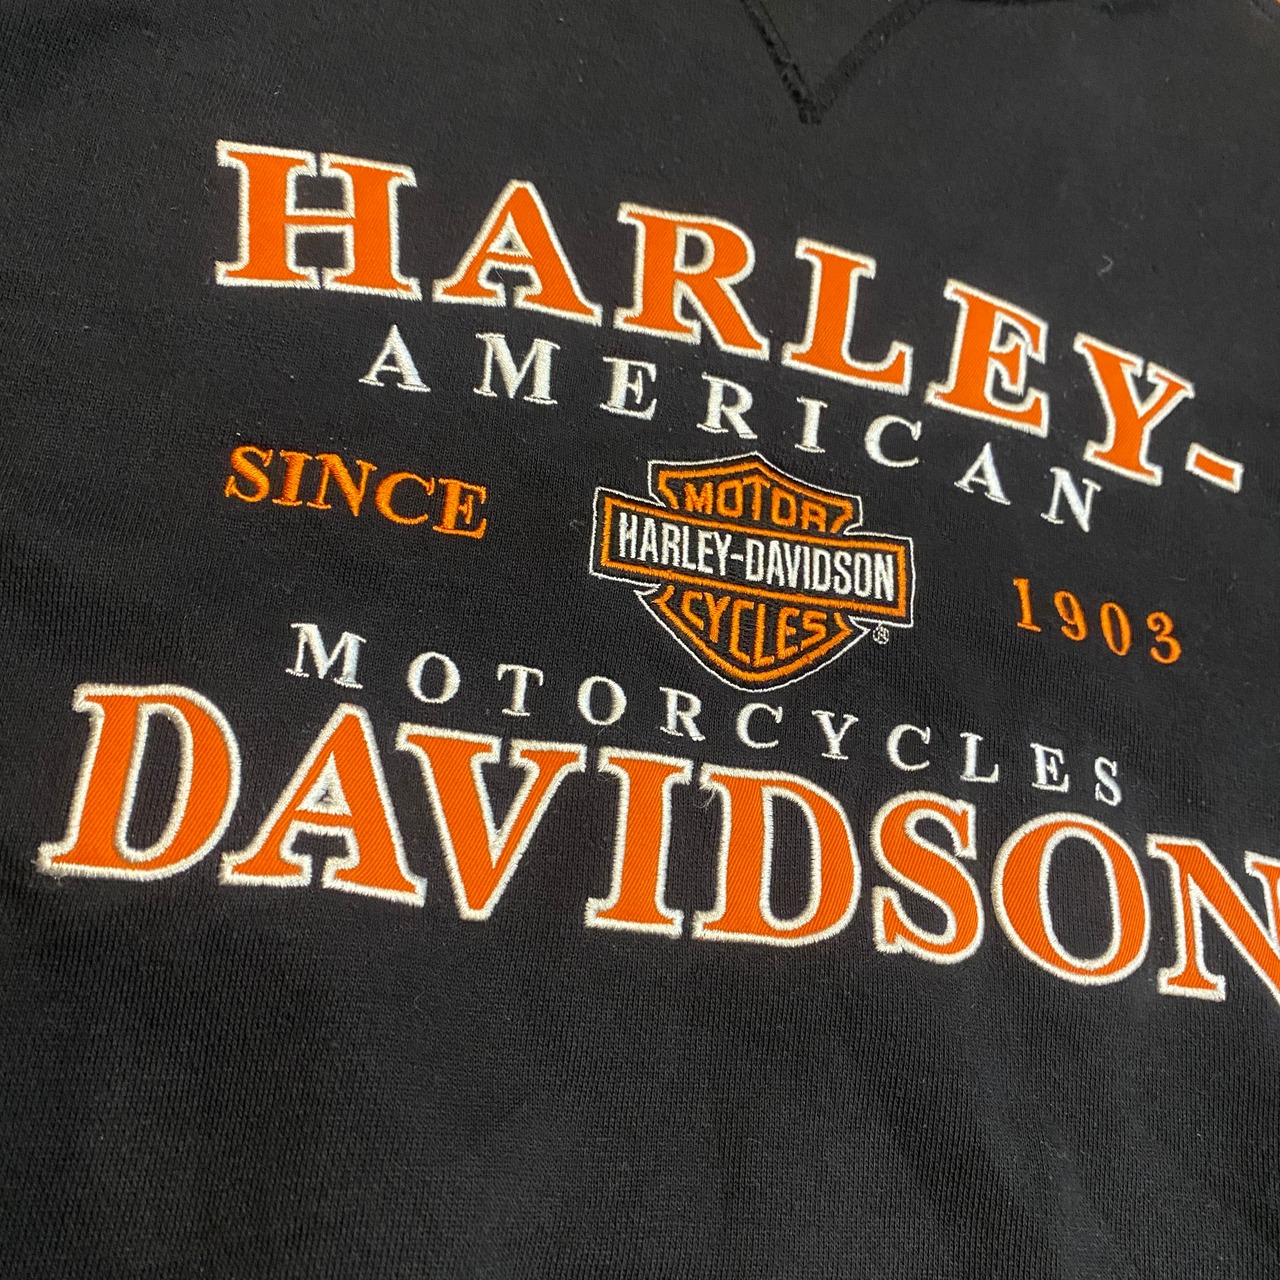 HARLEY-
AMERICAN
SINCE
MOTOR
HARLEY-DAVIDSON
CYCLES
®
1903
MOTORCYCLES
DAVIDSON